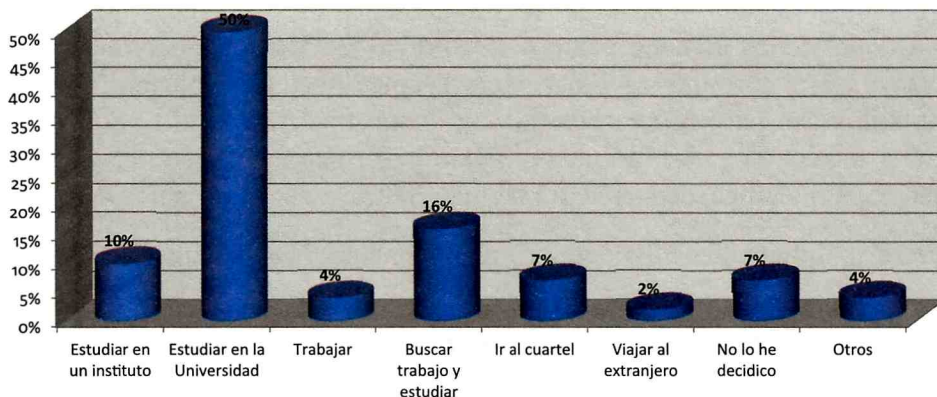 50%
50%
45%
40%
35%
30%
25%
20%
16%
15%
10%
10%
7%
7%
5%
4%
4%
2%
0%
Estudiar en
un instituto
Estudiar en la
Universidad
Trabajar
Buscar
trabajo y
estudiar
Ir al cuartel
Viajar al
extranjero
No lo he
decidico
Otros